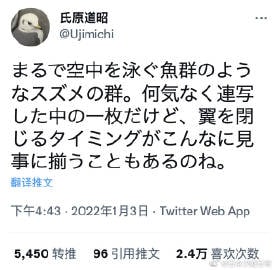 氏原道昭
@Ujimichi
まるで空中を泳ぐ魚群のよう
なスズメの群。何気なく連写
した中の一枚だけど、翼を閉
じるタイミングがこんなに見
事に揃うこともあるのね。
翻译推文
下午4:43 · 2022年1月3日 · Twitter Web App
5,450 转推 96 引用推文 2.4万 喜欢次数